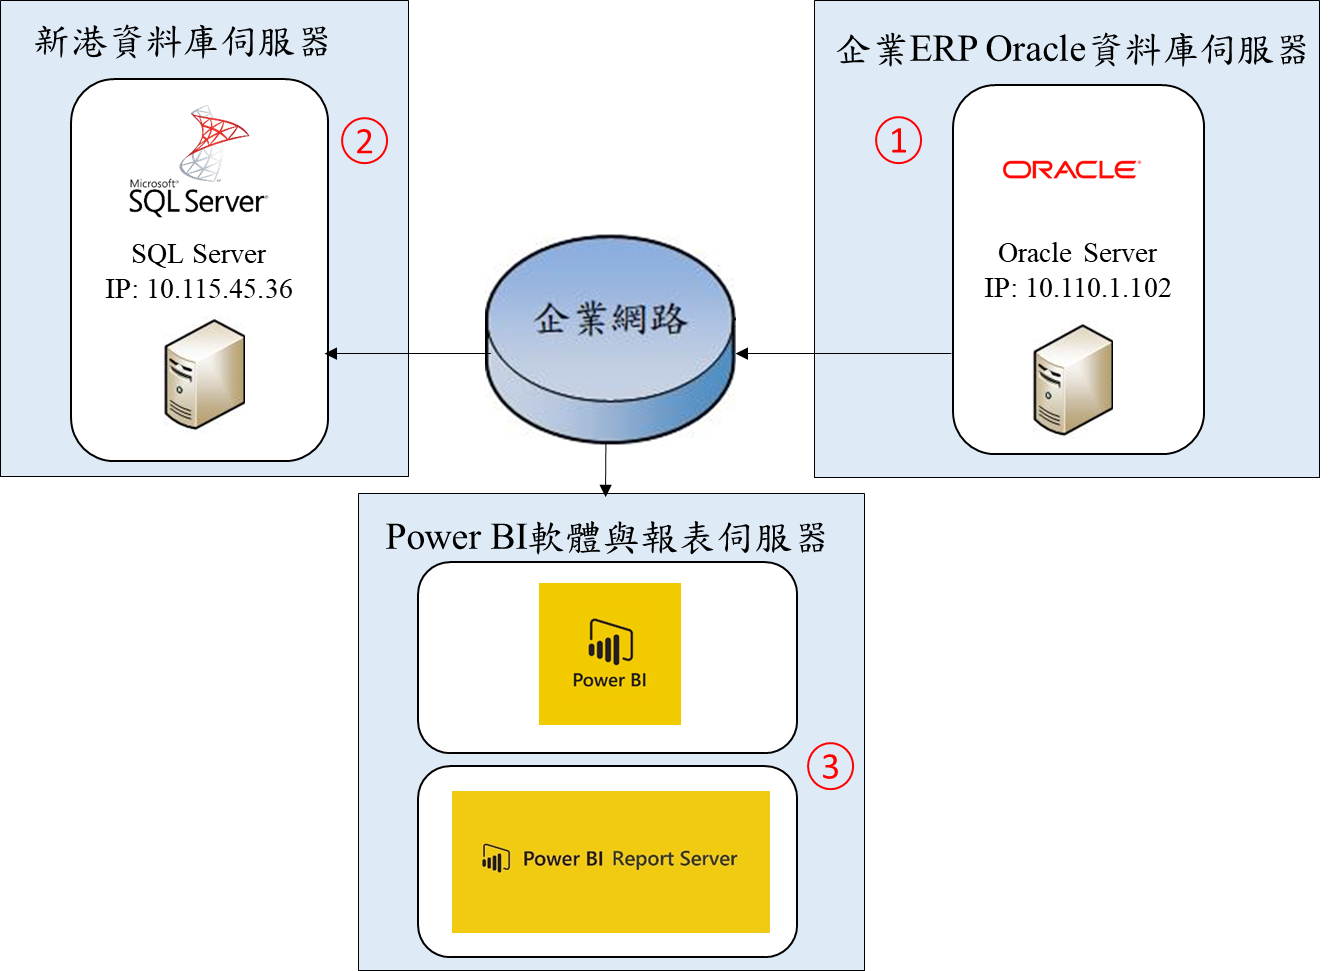 新港資料庫伺服器
Microsoft®
SQL Server®
SQL Server
IP: 10.115.45.36
②
企業ERP Oracle資料庫伺服器
①
ORACLE®
Oracle Server
IP: 10.110.1.102
企業網路
Power BI軟體與報表伺服器
Power BI
③
Power BI Report Server